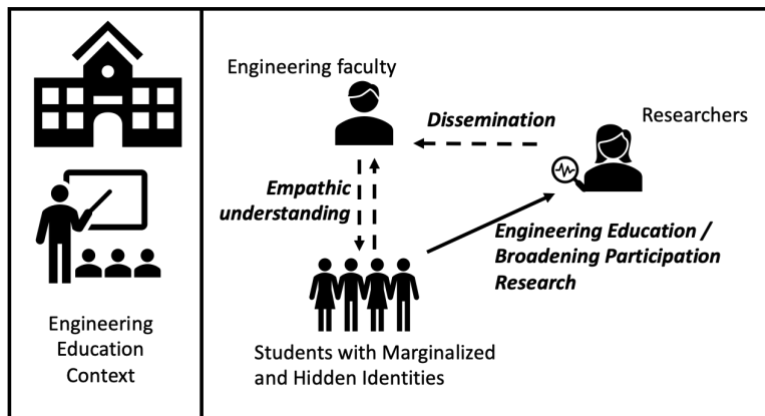 Engineering
Education
Context
Engineering faculty
Dissemination
Researchers
Empathic
understanding
Engineering Education /
Broadening Participation
Research
Students with Marginalized
and Hidden Identities